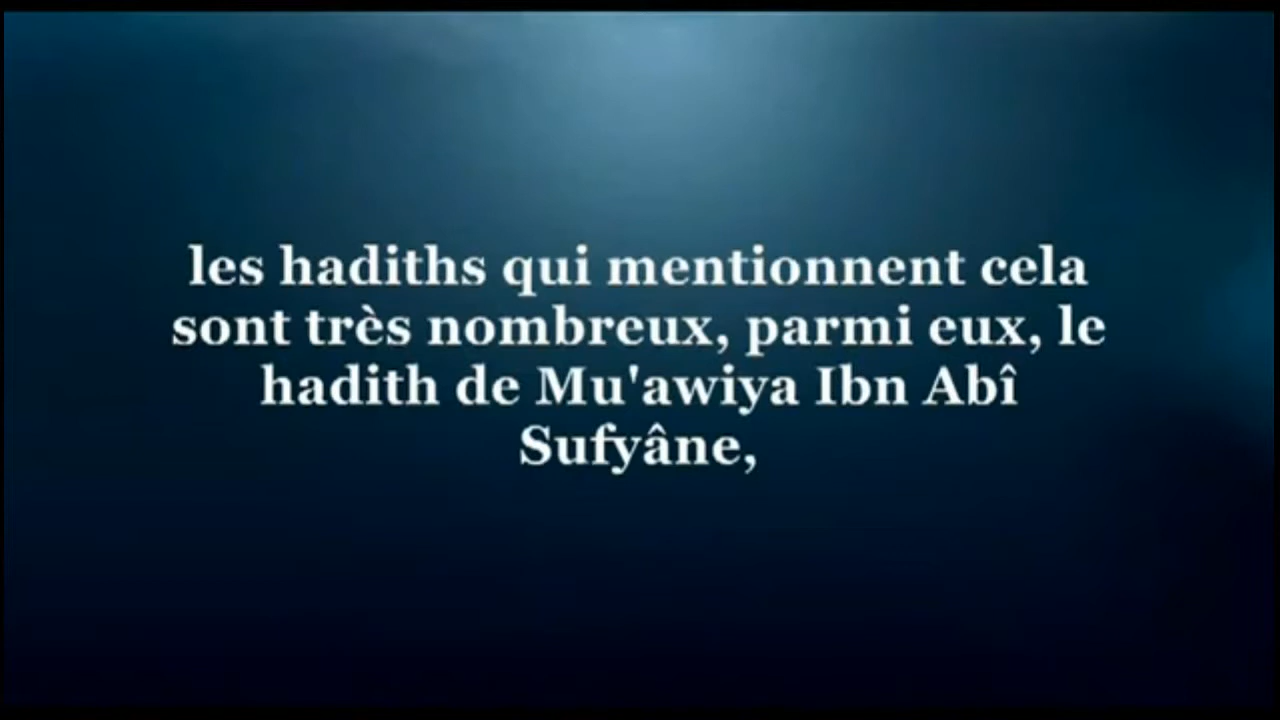 les hadiths qui mentionnent cela
sont très nombreux, parmi eux, le
hadith de Mu'awiya Ibn Abî
Sufyâne,